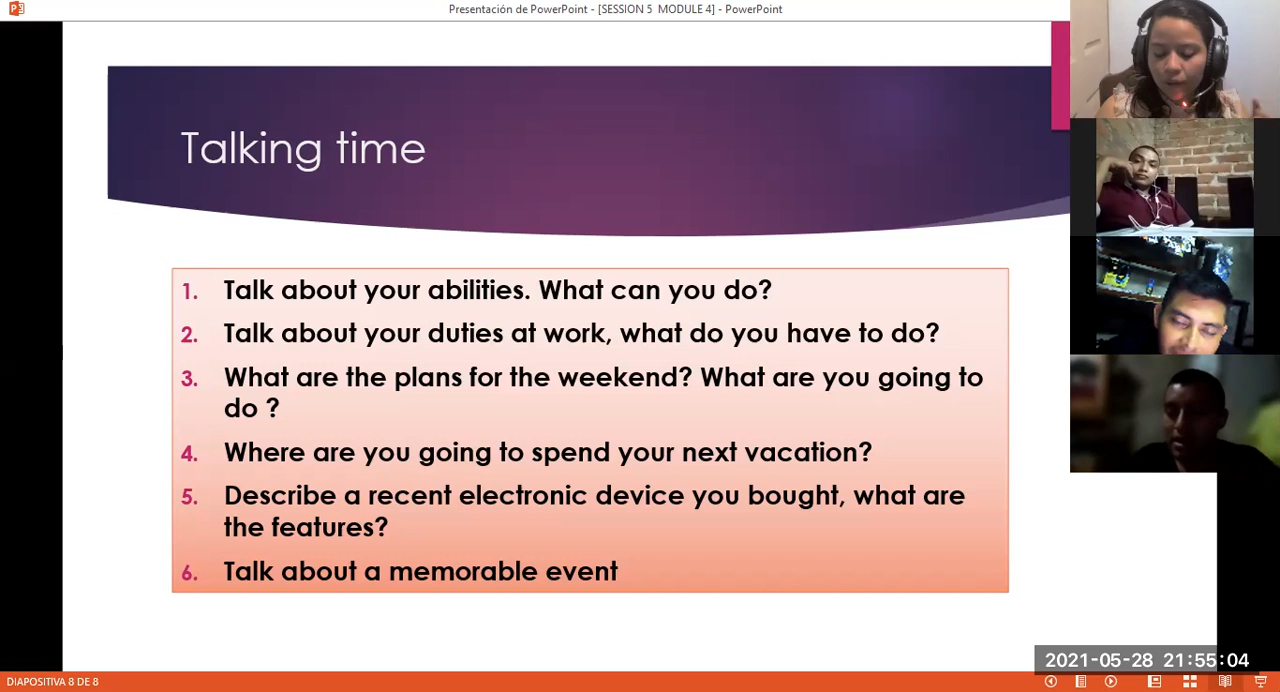 Presentación de PowerPoint - [SESSION 5 MODULE 4] - PowerPoint
Talking time
1. Talk about your abilities. What can you do?
2. Talk about your duties at work, what do you have to do?
3. What are the plans for the weekend? What are you going to
do ?
4. Where are you going to spend your next vacation?
5. Describe a recent electronic device you bought, what are
the features?
6. Talk about a memorable event
2021-05-28 21:55:04
DIAPOSITIVA 8 DE 8